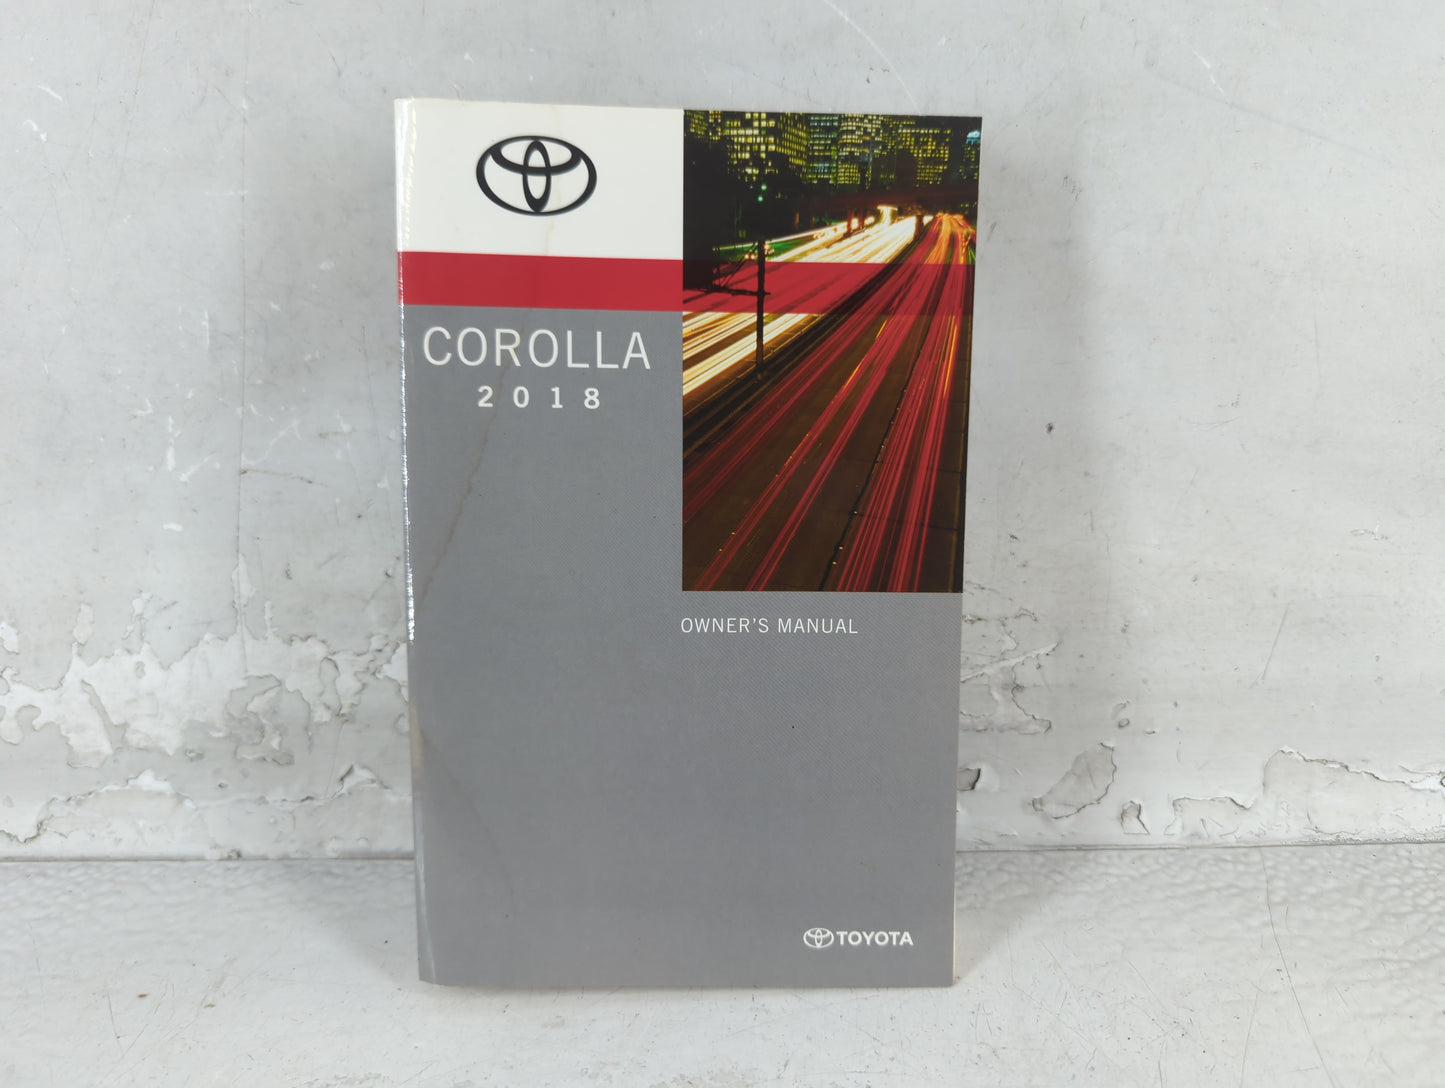 COROLLA
2018
OWNER'S MANUAL
TOYOTA